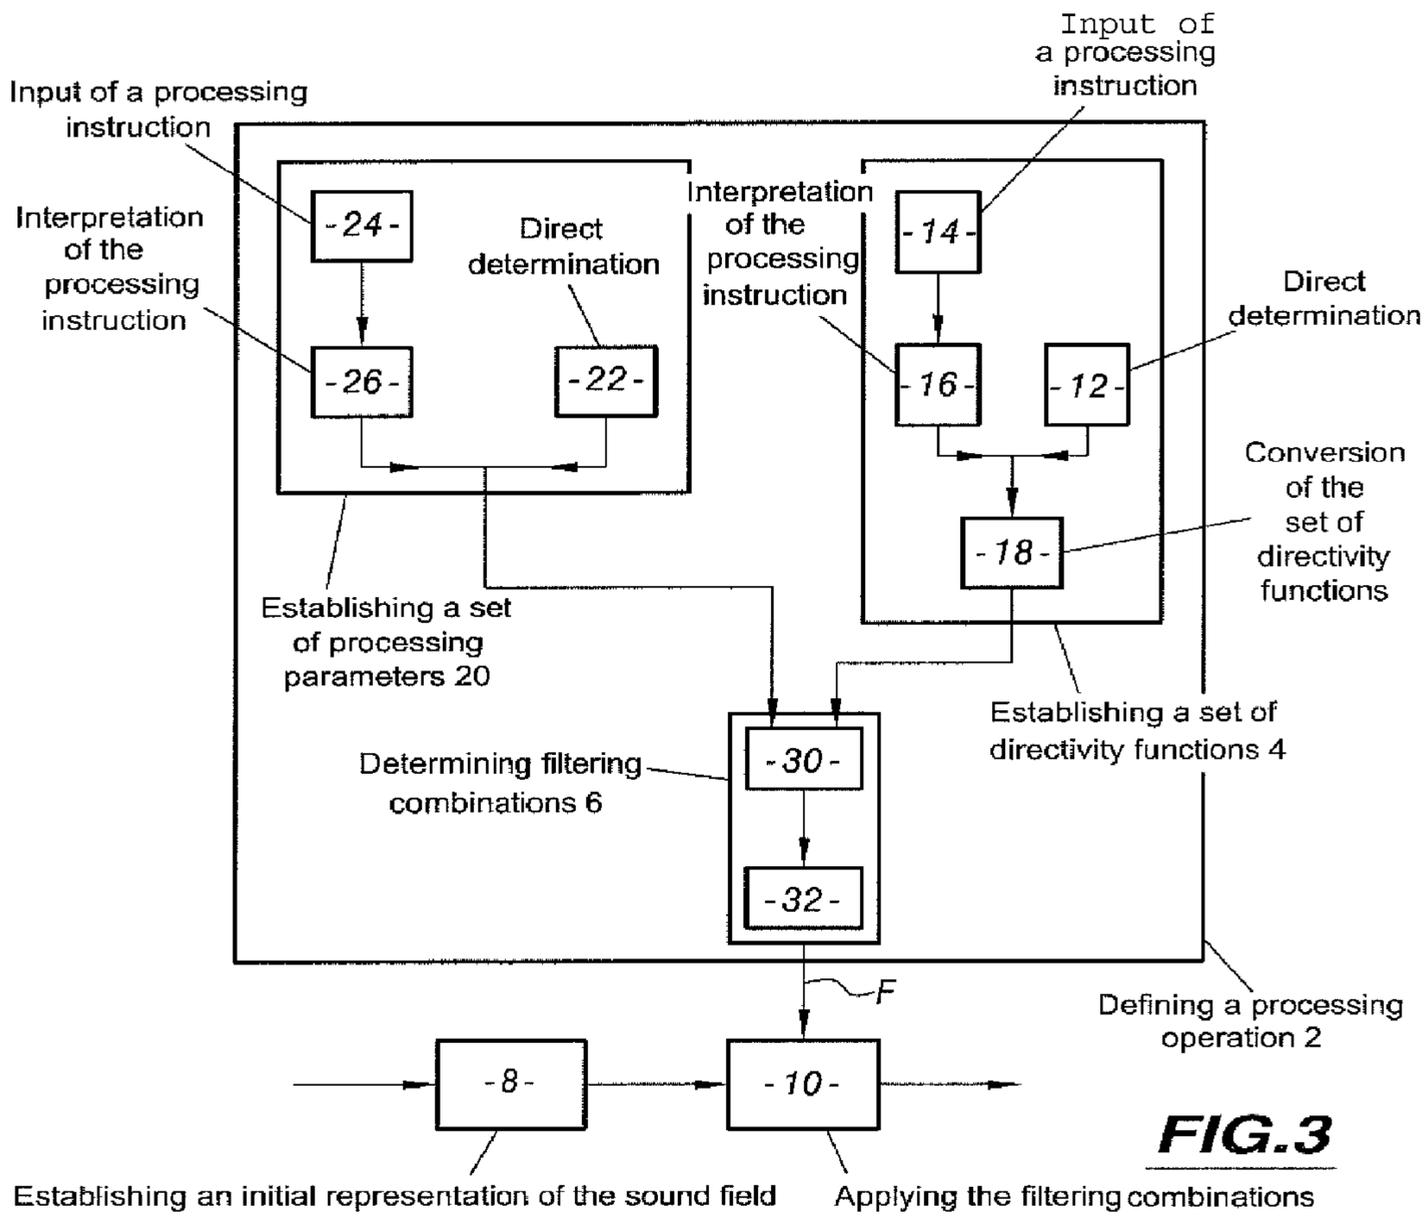 Input of
a processing
instruction
Input of a processing
instruction
Interpretation
of the
processing
instruction
-24-
Direct
determination
-26-
-22-
Interpretation
of the
processing
instruction
-14-
Direct
determination
-16-
-12-
Conversion
of the
set of
directivity
functions
-18-
Establishing a set
of processing
parameters 20
Establishing a set of
directivity functions 4
Determining filtering
combinations 6
-30-
-32-
F
Defining a processing
operation 2
-8-
-10-
FIG.3
Establishing an initial representation of the sound field
Applying the filtering combinations